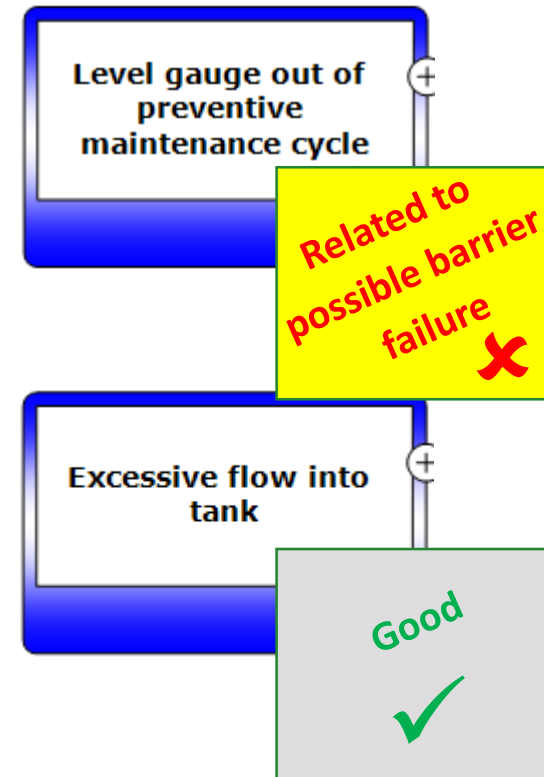 Level gauge out of
preventive
maintenance cycle
Related to
possible barrier
failure
Excessive flow into
tank
Good